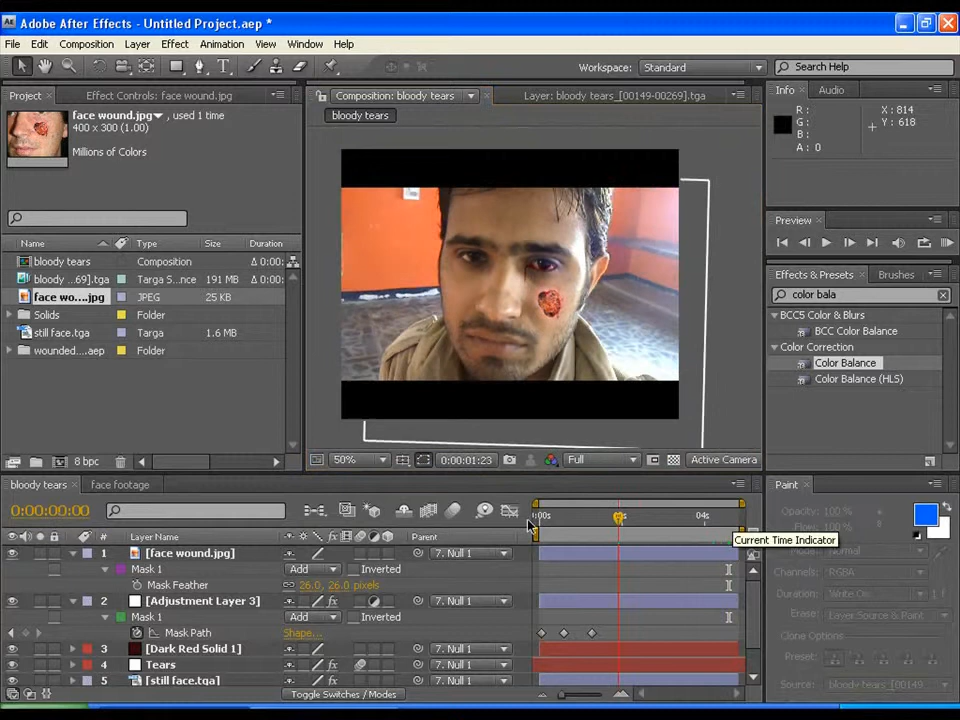 Adobe After Effects - Untitled Project.aep *
File Edit Composition Layer Effect Animation View Window Help
Workspace: Standard Search Help
Project Effect Controls: face wound.jpg
Composition: bloody tears Layer: bloody tears_[00149-00269].tga
Info Audio
face wound.jpg , used 1 time
400 x 300 (1.00)
Millions of Colors
bloody tears
R : X : 814
G : Y : 618
B :
A : 0
Preview
Name Type Size Duration
bloody tears Composition Δ 0:00:
bloody ...69].tga Targa S...nce 191 MB Δ 0:00:
face wo....jpg JPEG 25 KB
Solids Folder
still face.tga Targa 1.6 MB
wounded....aep Folder
Effects & Presets Brushes
color bala
BCC5 Color & Blurs
BCC Color Balance
Color Correction
Color Balance
Color Balance (HLS)
8 bpc
50% 0:00:01:23 Full Active Camera
bloody tears face footage
Paint
0:00:00:00
:00s 04s
Opacity: 100 %
Flow: 100 %
# Layer Name Parent
Current Time Indicator
1 [face wound.jpg] 7. Null 1
Mask 1 Add Inverted
Mask Feather 26.0, 26.0 pixels
2 [Adjustment Layer 3] 7. Null 1
Mask 1 Add Inverted
Mask Path Shape...
3 [Dark Red Solid 1] 7. Null 1
4 Tears 7. Null 1
5 [still face.tga] 7. Null 1
Toggle Switches / Modes
Mode: Normal
Channels: RGBA
Duration: Write On
Erase: Layer Source & Paint
Clone Options
Preset:
Source: bloody tears_[00149